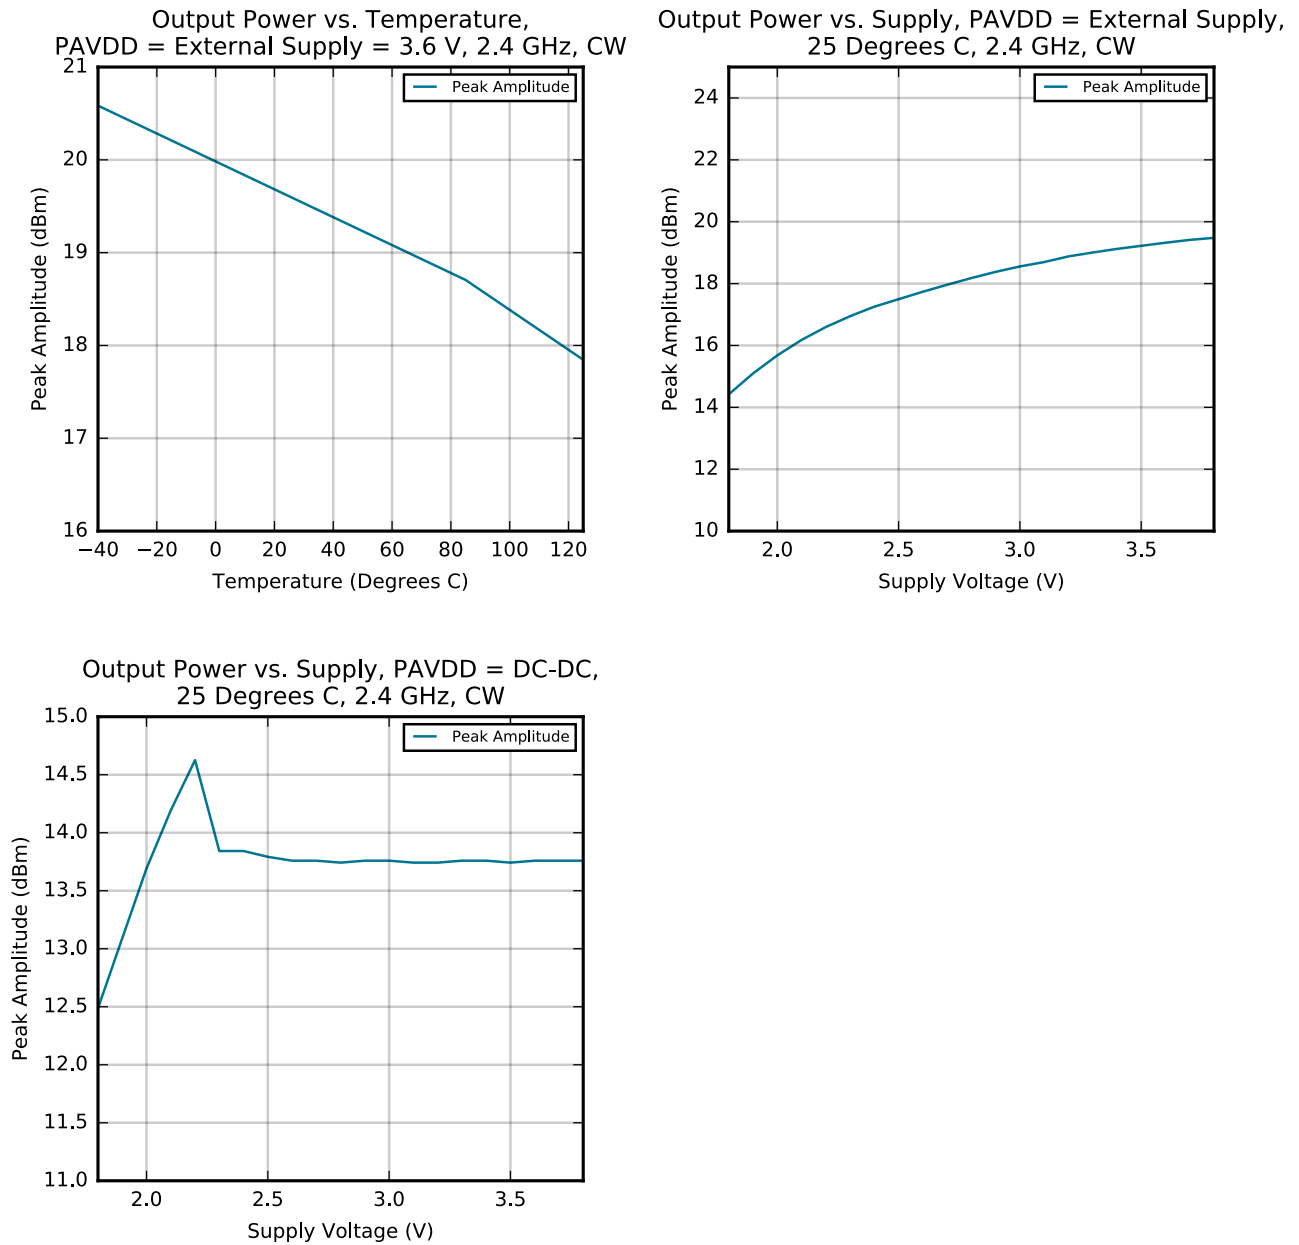 Output Power vs. Temperature,
PAVDD = External Supply = 3.6 V, 2.4 GHz, CW
Peak Amplitude
21
20
19
18
17
16
Peak Amplitude (dBm)
−40 −20 0 20 40 60 80 100 120
Temperature (Degrees C)
Output Power vs. Supply, PAVDD = External Supply,
25 Degrees C, 2.4 GHz, CW
Peak Amplitude
24
22
20
18
16
14
12
10
Peak Amplitude (dBm)
2.0 2.5 3.0 3.5
Supply Voltage (V)
Output Power vs. Supply, PAVDD = DC-DC,
25 Degrees C, 2.4 GHz, CW
Peak Amplitude
15.0
14.5
14.0
13.5
13.0
12.5
12.0
11.5
11.0
Peak Amplitude (dBm)
2.0 2.5 3.0 3.5
Supply Voltage (V)